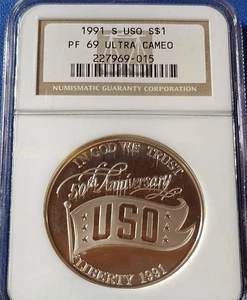 1991 S USO S$1
PF 69 ULTRA CAMEO
227969-015
NUMISMATIC GUARANTY CORPORATION
IN GOD WE TRUST
50th Anniversary
USO
LIBERTY 1991